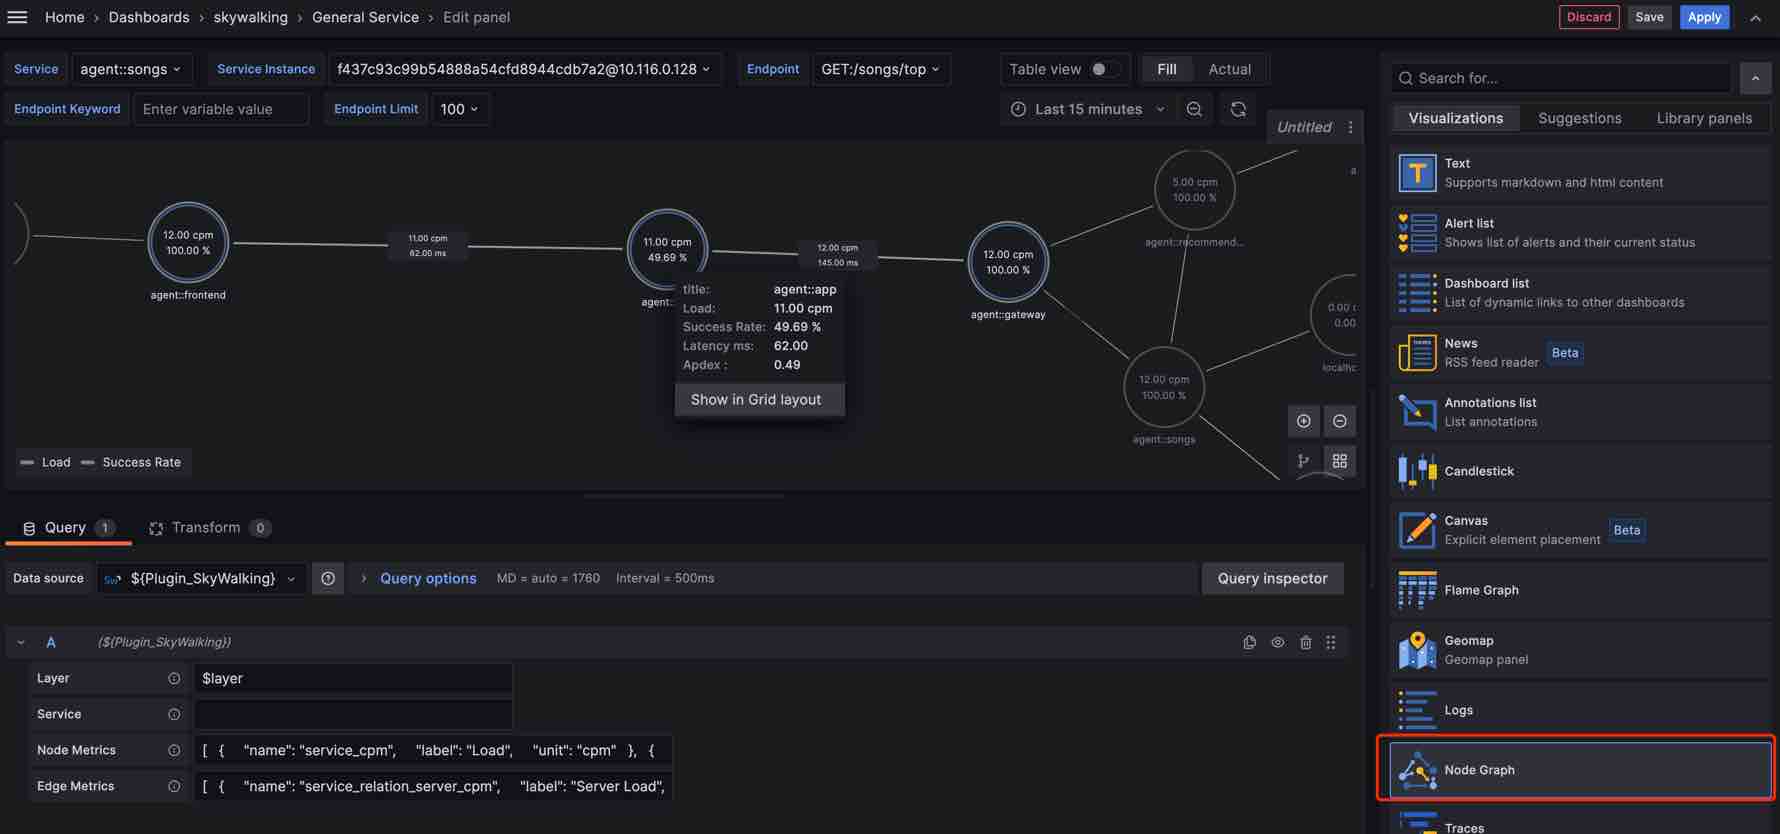 Home › Dashboards › skywalking › General Service › Edit panel
Discard Save Apply
Service agent::songs Service Instance f437c93c99b54888a54cfd8944cdb7a2@10.116.0.128 Endpoint GET:/songs/top
Table view Fill Actual
Endpoint Keyword Enter variable value Endpoint Limit 100
Last 15 minutes
Untitled
12.00 cpm
100.00 %
agent::frontend
11.00 cpm
62.00 ms
11.00 cpm
49.69 %
agent::
12.00 cpm
145.00 ms
12.00 cpm
100.00 %
agent::gateway
5.00 cpm
100.00 %
agent::recommend...
a
0.00 c
0.00
localhc
12.00 cpm
100.00 %
agent::songs
title: agent::app
Load: 11.00 cpm
Success Rate: 49.69 %
Latency ms: 62.00
Apdex : 0.49
Show in Grid layout
Load Success Rate
Query 1 Transform 0
Data source Sw ${Plugin_SkyWalking} › Query options MD = auto = 1760 Interval = 500ms Query inspector
A (${Plugin_SkyWalking})
Layer $layer
Service
Node Metrics [ { "name": "service_cpm", "label": "Load", "unit": "cpm" }, {
Edge Metrics [ { "name": "service_relation_server_cpm", "label": "Server Load",
Search for...
Visualizations Suggestions Library panels
T
Text
Supports markdown and html content
Alert list
Shows list of alerts and their current status
Dashboard list
List of dynamic links to other dashboards
NEWS
News
RSS feed reader
Beta
Annotations list
List annotations
Candlestick
Canvas
Explicit element placement
Beta
Flame Graph
Geomap
Geomap panel
Logs
Node Graph
Traces